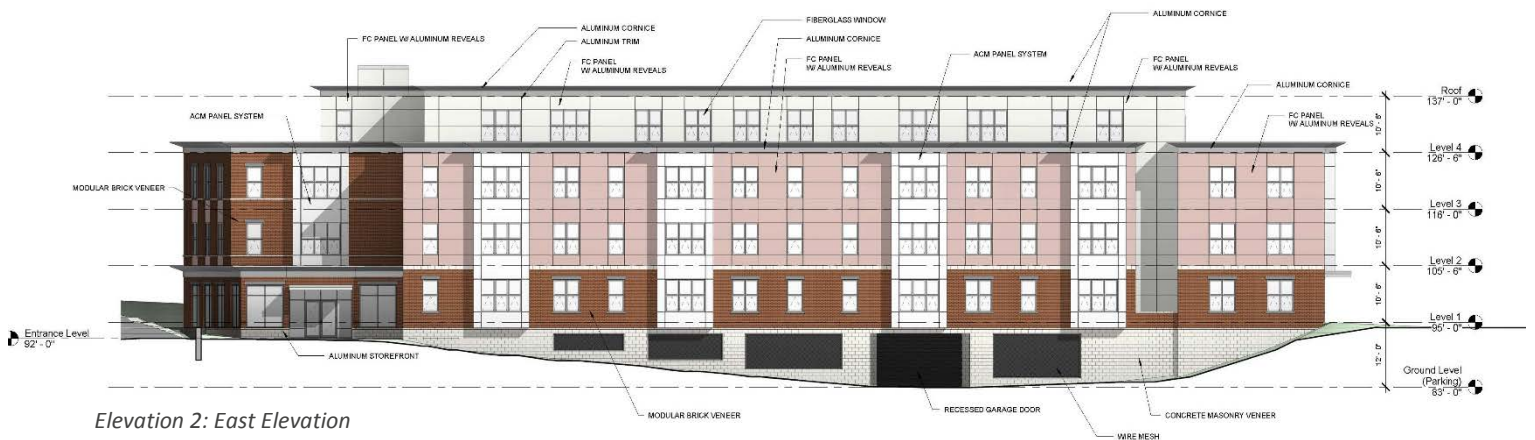 ALUMINUM CORNICE
FIBERGLASS WINDOW
ALUMINUM CORNICE
FC PANEL W/ ALUMINUM REVEALS
ALUMINUM TRIM
ALUMINUM CORNICE
ACM PANEL SYSTEM
FC PANEL
W/ ALUMINUM REVEALS
FC PANEL
W/ ALUMINUM REVEALS
FC PANEL
W/ ALUMINUM REVEALS
ALUMINUM CORNICE
Roof
137' - 0"
ACM PANEL SYSTEM
FC PANEL
W/ ALUMINUM REVEALS
10' - 6"
Level 4
126' - 6"
MODULAR BRICK VENEER
10' - 6"
Level 3
116' - 0"
10' - 6"
Level 2
105' - 6"
10' - 6"
Level 1
95' - 0"
Entrance Level
92' - 0"
ALUMINUM STOREFRONT
12' - 0"
Ground Level
(Parking)
83' - 0"
MODULAR BRICK VENEER
RECESSED GARAGE DOOR
CONCRETE MASONRY VENEER
WIRE MESH
Elevation 2: East Elevation